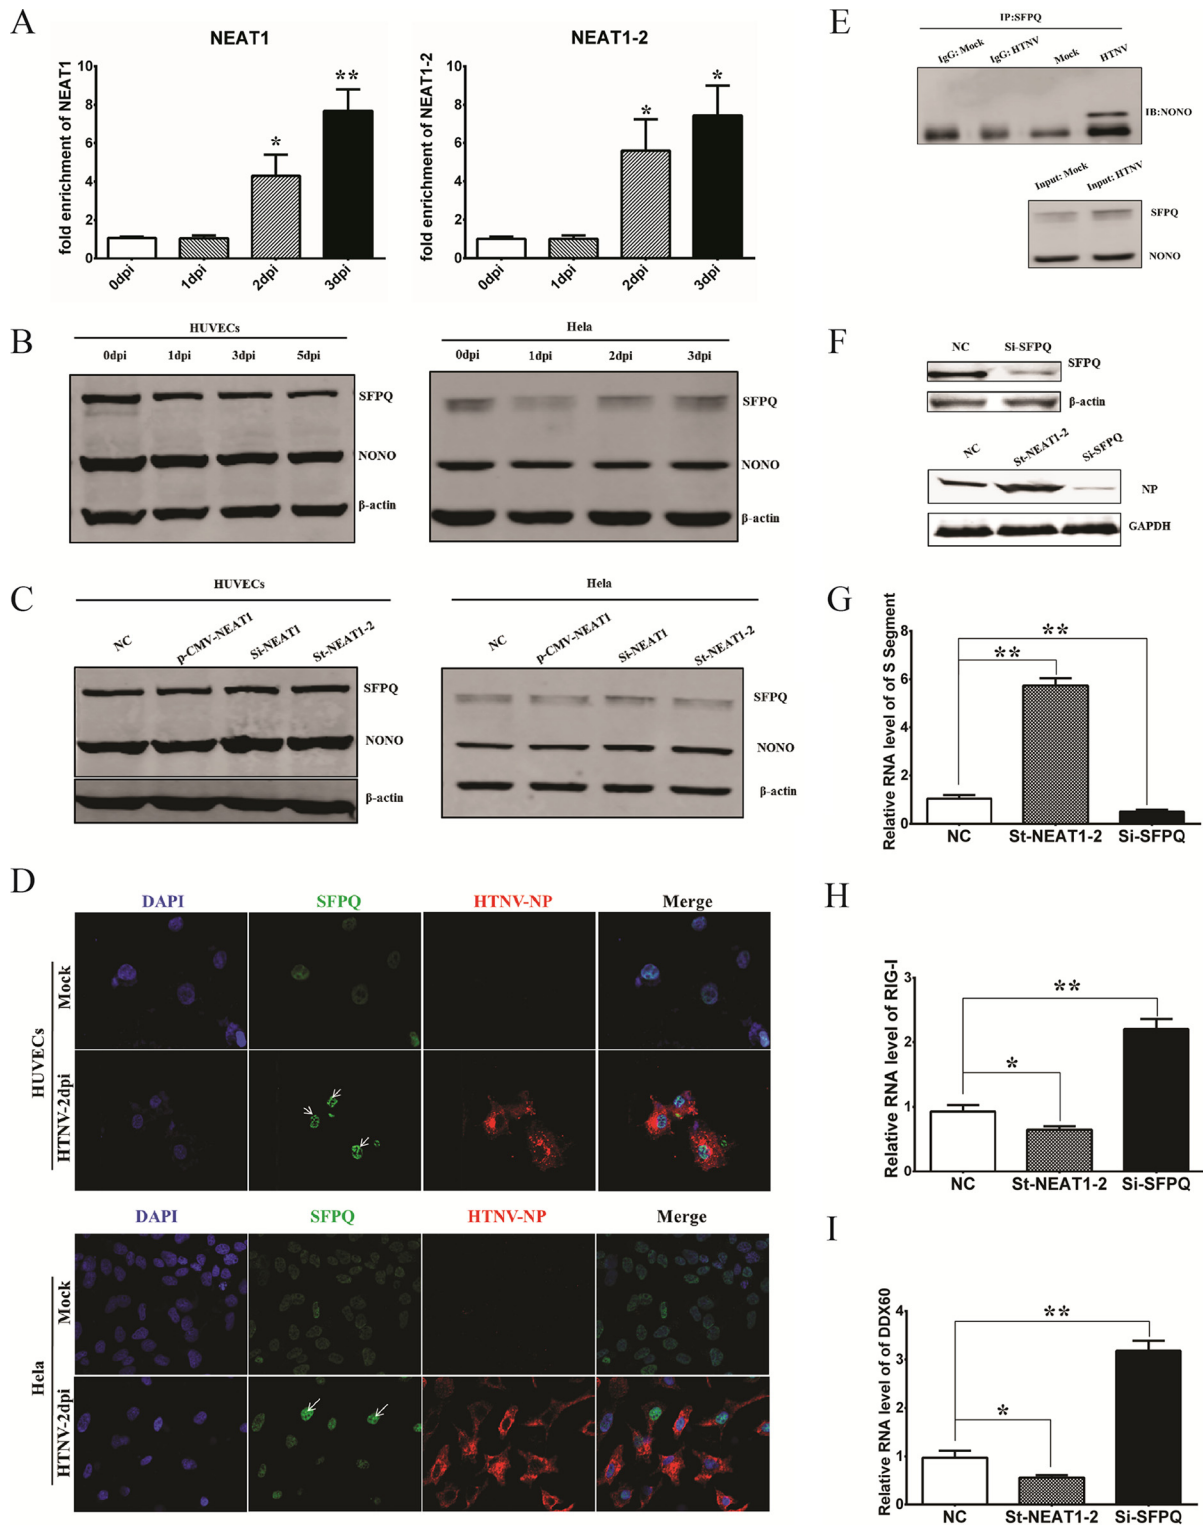 A
NEAT1
fold enrichment of NEAT1
10
8
6
4
2
0
*
**
0dpi
1dpi
2dpi
3dpi
NEAT1-2
fold enrichment of NEAT1-2
10
8
6
4
2
0
*
*
0dpi
1dpi
2dpi
3dpi
B
HUVECs
0dpi 1dpi 3dpi 5dpi
SFPQ
NONO
β-actin
Hela
0dpi 1dpi 2dpi 3dpi
SFPQ
NONO
β-actin
C
HUVECs
NC p-CMV-NEAT1 Si-NEAT1 St-NEAT1-2
SFPQ
NONO
β-actin
Hela
NC p-CMV-NEAT1 Si-NEAT1 St-NEAT1-2
SFPQ
NONO
β-actin
D
DAPI SFPQ HTNV-NP Merge
HUVECs
Mock
HTNV-2dpi
DAPI SFPQ HTNV-NP Merge
Hela
Mock
HTNV-2dpi
E
IP:SFPQ
IgG: Mock IgG: HTNV Mock HTNV
IB:NONO
Input: Mock Input: HTNV
SFPQ
NONO
F
NC Si-SFPQ
SFPQ
β-actin
NC St-NEAT1-2 Si-SFPQ
NP
GAPDH
G
Relative RNA level of of S Segment
8
6
4
2
0
**
**
NC St-NEAT1-2 Si-SFPQ
H
Relative RNA level of RIG-I
3
2
1
0
**
*
NC St-NEAT1-2 Si-SFPQ
I
Relative RNA level of of DDX60
4
3
2
1
0
**
*
NC St-NEAT1-2 Si-SFPQ